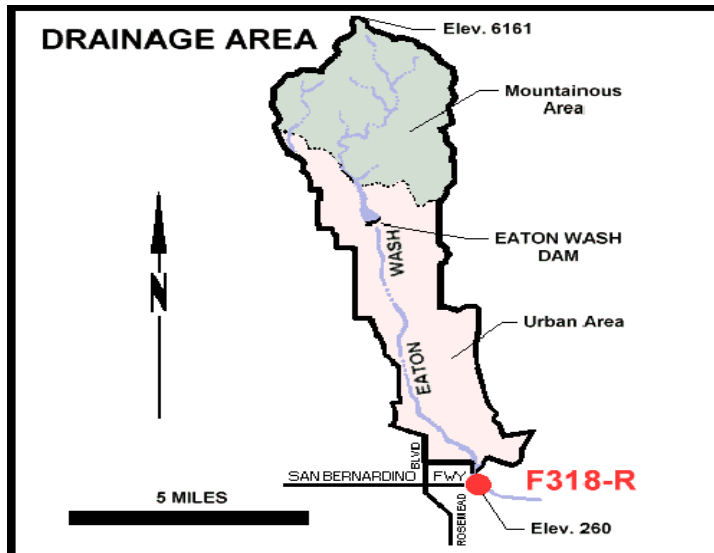 DRAINAGE AREA
Elev. 6161
Mountainous
Area
EATON WASH
DAM
N
WASH
Urban Area
EATON
BLVD
SAN BERNARDINO FWY
F318-R
5 MILES
ROSEMEAD
Elev. 260